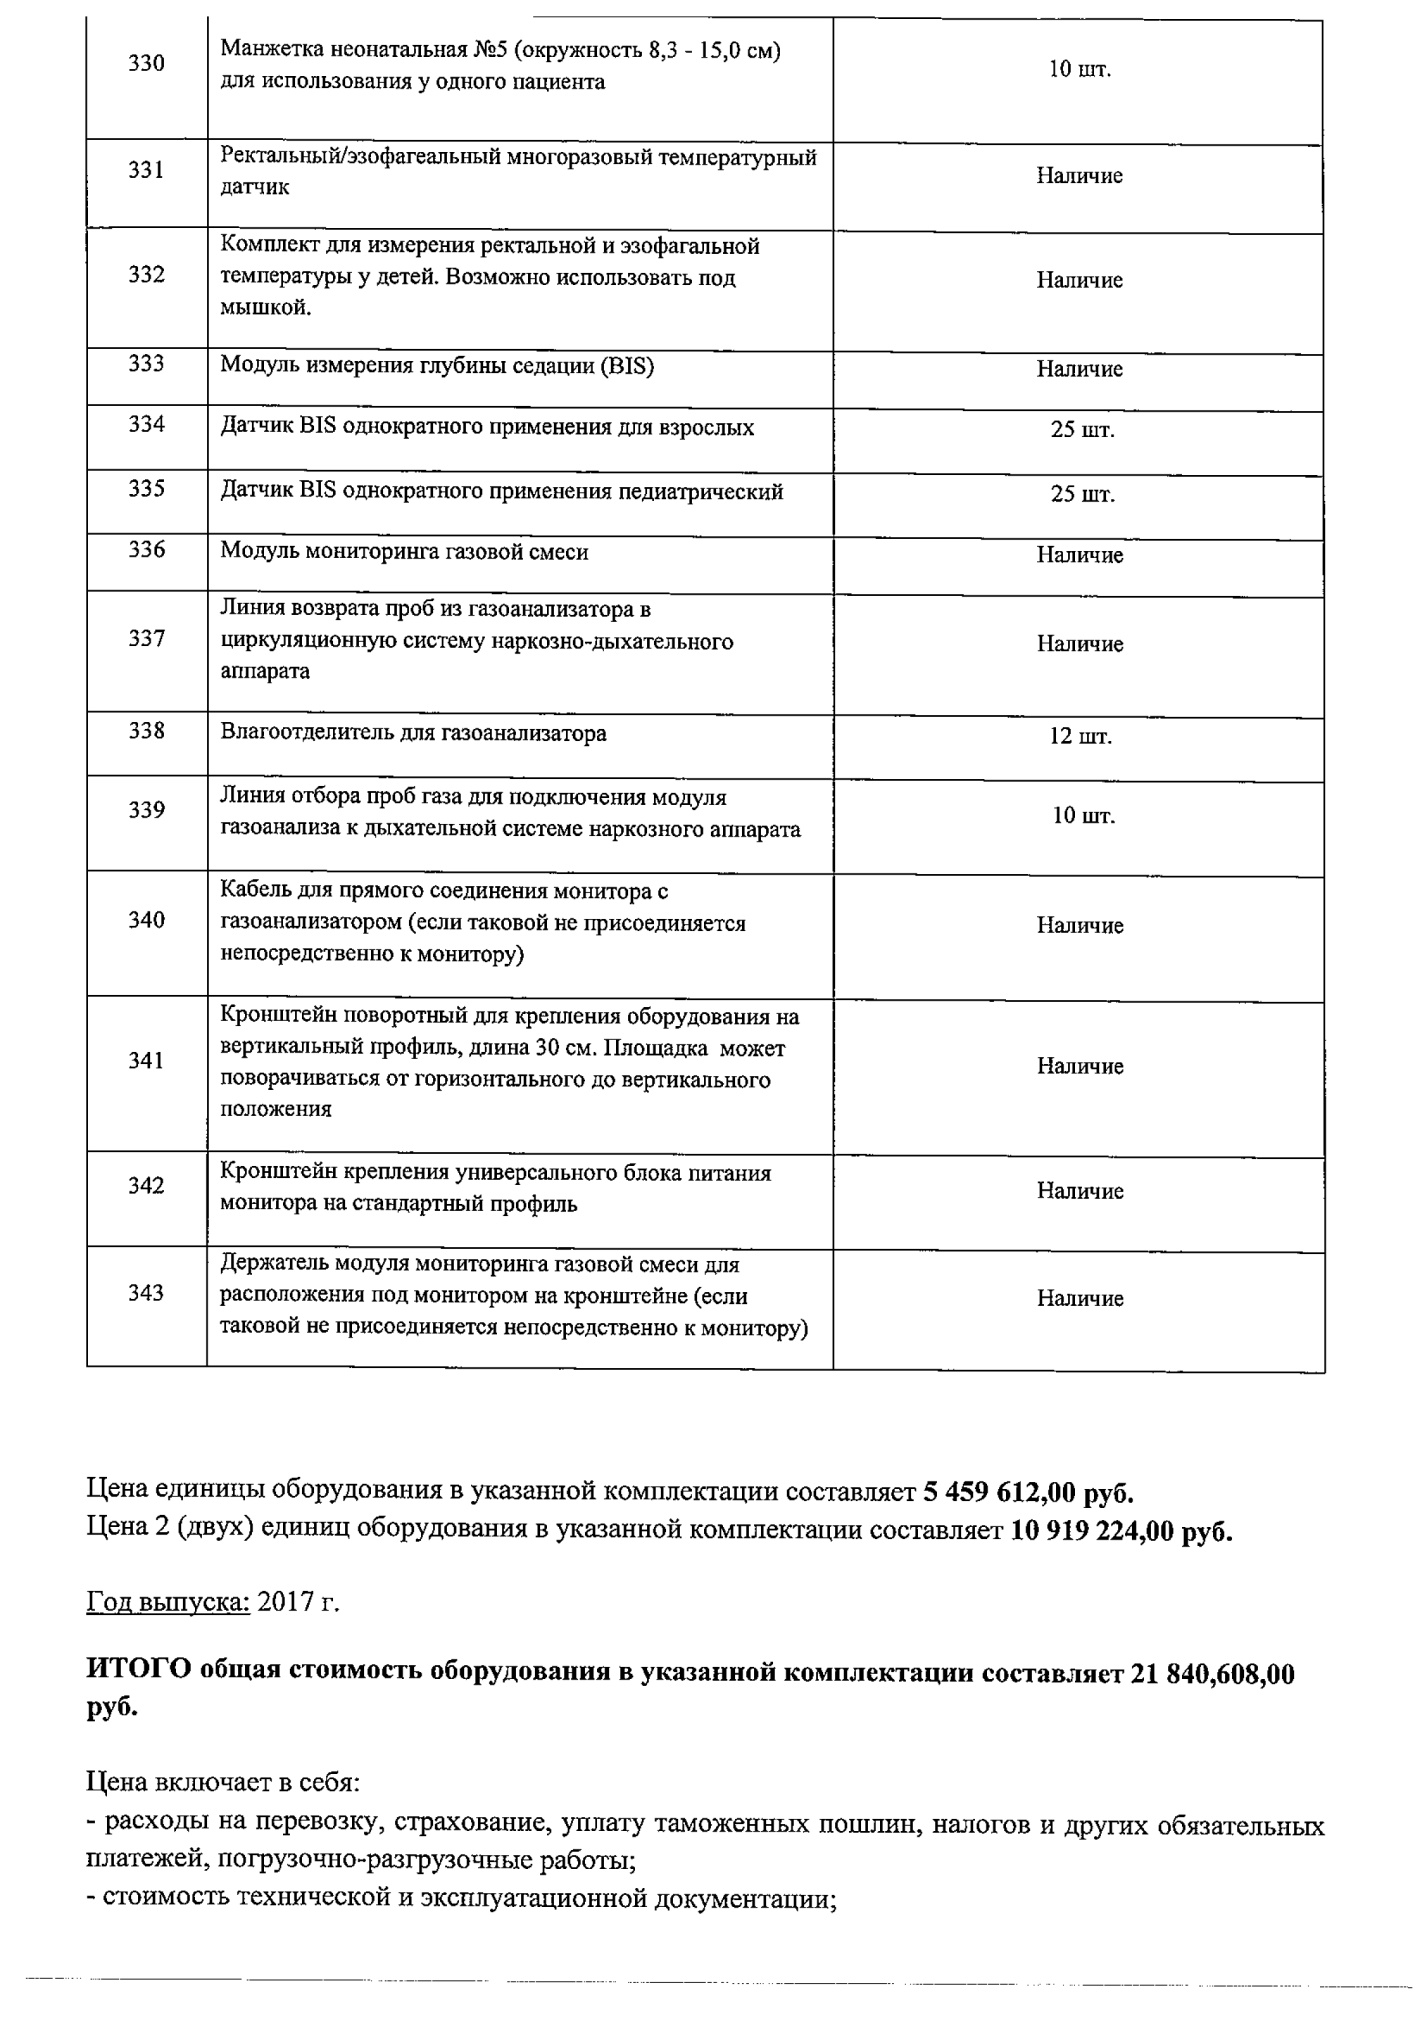 330
Манжетка неонатальная №5 (окружность 8,3 - 15,0 см)
для использования у одного пациента
10 шт.
331
Ректальный/эзофагеальный многоразовый температурный
датчик
Наличие
332
Комплект для измерения ректальной и эзофагальной
температуры у детей. Возможно использовать под
мышкой.
Наличие
333
Модуль измерения глубины седации (BIS)
Наличие
334
Датчик BIS однократного применения для взрослых
25 шт.
335
Датчик BIS однократного применения педиатрический
25 шт.
336
Модуль мониторинга газовой смеси
Наличие
337
Линия возврата проб из газоанализатора в
циркуляционную систему наркозно-дыхательного
аппарата
Наличие
338
Влагоотделитель для газоанализатора
12 шт.
339
Линия отбора проб газа для подключения модуля
газоанализа к дыхательной системе наркозного аппарата
10 шт.
340
Кабель для прямого соединения монитора с
газоанализатором (если таковой не присоединяется
непосредственно к монитору)
Наличие
341
Кронштейн поворотный для крепления оборудования на
вертикальный профиль, длина 30 см. Площадка может
поворачиваться от горизонтального до вертикального
положения
Наличие
342
Кронштейн крепления универсального блока питания
монитора на стандартный профиль
Наличие
343
Держатель модуля мониторинга газовой смеси для
расположения под монитором на кронштейне (если
таковой не присоединяется непосредственно к монитору)
Наличие
Цена единицы оборудования в указанной комплектации составляет 5 459 612,00 руб.
Цена 2 (двух) единиц оборудования в указанной комплектации составляет 10 919 224,00 руб.
Год выпуска: 2017 г.
ИТОГО общая стоимость оборудования в указанной комплектации составляет 21 840,608,00
руб.
Цена включает в себя:
- расходы на перевозку, страхование, уплату таможенных пошлин, налогов и других обязательных
платежей, погрузочно-разгрузочные работы;
- стоимость технической и эксплуатационной документации;